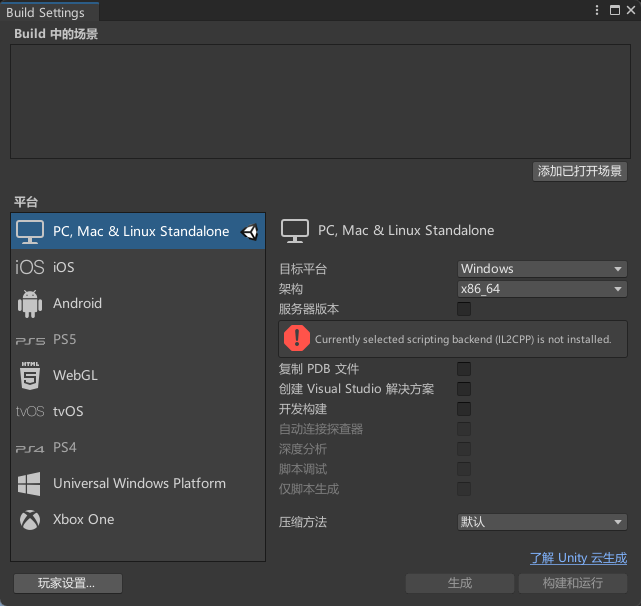 Build Settings
Build 中的场景
添加已打开场景
平台
PC, Mac & Linux Standalone
iOS iOS
Android
PS5 PS5
HTML 5 WebGL
tvOS tvOS
PS4 PS4
Universal Windows Platform
Xbox One
PC, Mac & Linux Standalone
目标平台 Windows
架构 x86_64
服务器版本
Currently selected scripting backend (IL2CPP) is not installed.
复制 PDB 文件
创建 Visual Studio 解决方案
开发构建
自动连接探查器
深度分析
脚本调试
仅脚本生成
压缩方法 默认
了解 Unity 云生成
玩家设置... 生成 构建和运行